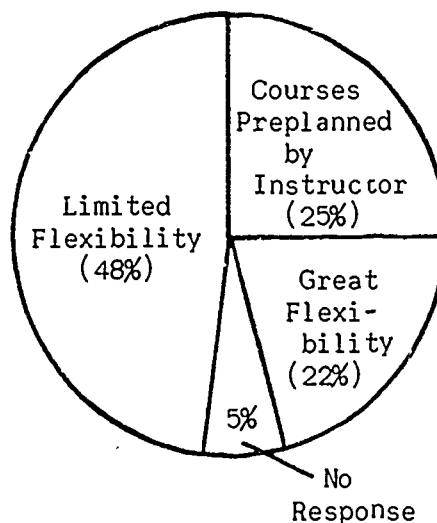 Courses
Preplanned
by
Instructor
(25%)
Limited
Flexibility
(48%)
Great
Flexi-
bility
(22%)
5%
No
Response